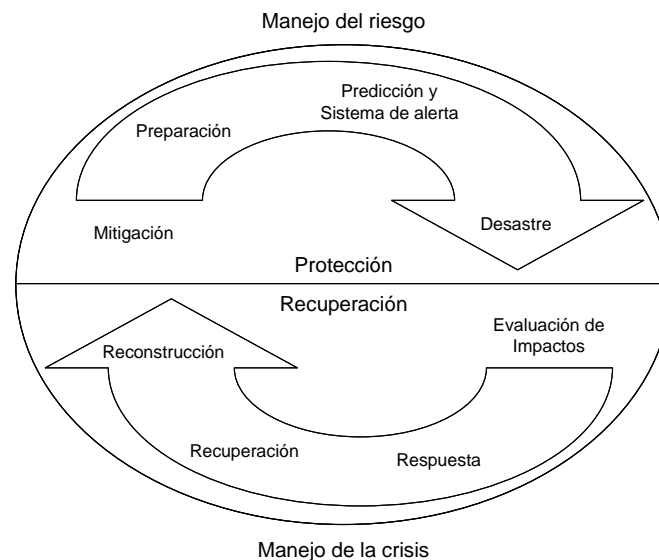 Manejo del riesgo
Predicción y
Sistema de alerta
Preparación
Mitigación
Desastre
Protección
Recuperación
Evaluación de
Impactos
Reconstrucción
Recuperación
Respuesta
Manejo de la crisis